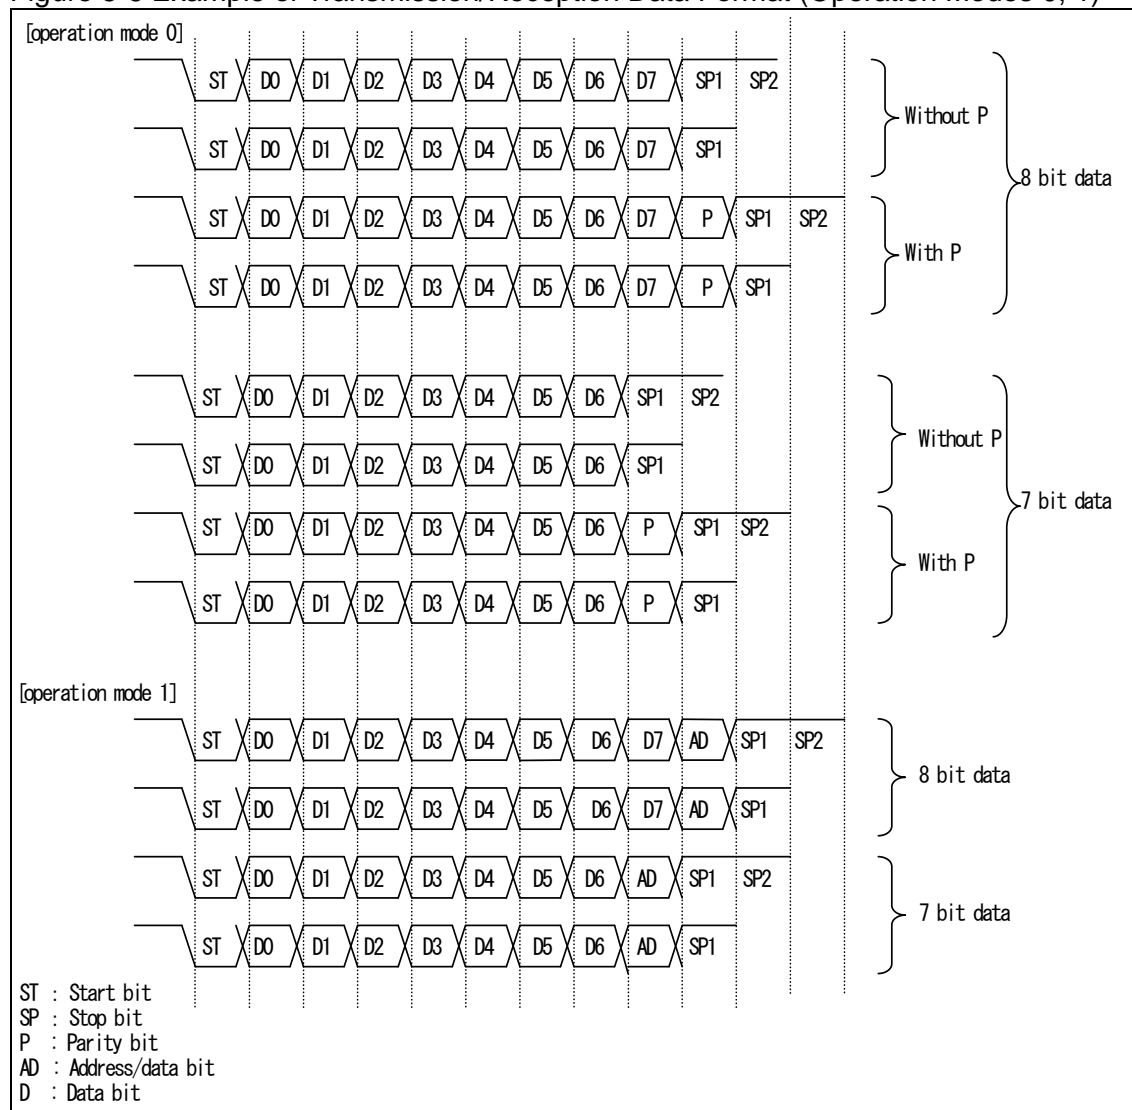 [operation mode 0]
ST D0 D1 D2 D3 D4 D5 D6 D7 SP1 SP2
ST D0 D1 D2 D3 D4 D5 D6 D7 SP1
Without P
ST D0 D1 D2 D3 D4 D5 D6 D7 P SP1 SP2
ST D0 D1 D2 D3 D4 D5 D6 D7 P SP1
With P
8 bit data
ST D0 D1 D2 D3 D4 D5 D6 SP1 SP2
ST D0 D1 D2 D3 D4 D5 D6 SP1
Without P
ST D0 D1 D2 D3 D4 D5 D6 P SP1 SP2
ST D0 D1 D2 D3 D4 D5 D6 P SP1
With P
7 bit data
[operation mode 1]
ST D0 D1 D2 D3 D4 D5 D6 D7 AD SP1 SP2
ST D0 D1 D2 D3 D4 D5 D6 D7 AD SP1
8 bit data
ST D0 D1 D2 D3 D4 D5 D6 AD SP1 SP2
ST D0 D1 D2 D3 D4 D5 D6 AD SP1
7 bit data
ST : Start bit
SP : Stop bit
P : Parity bit
AD : Address/data bit
D : Data bit